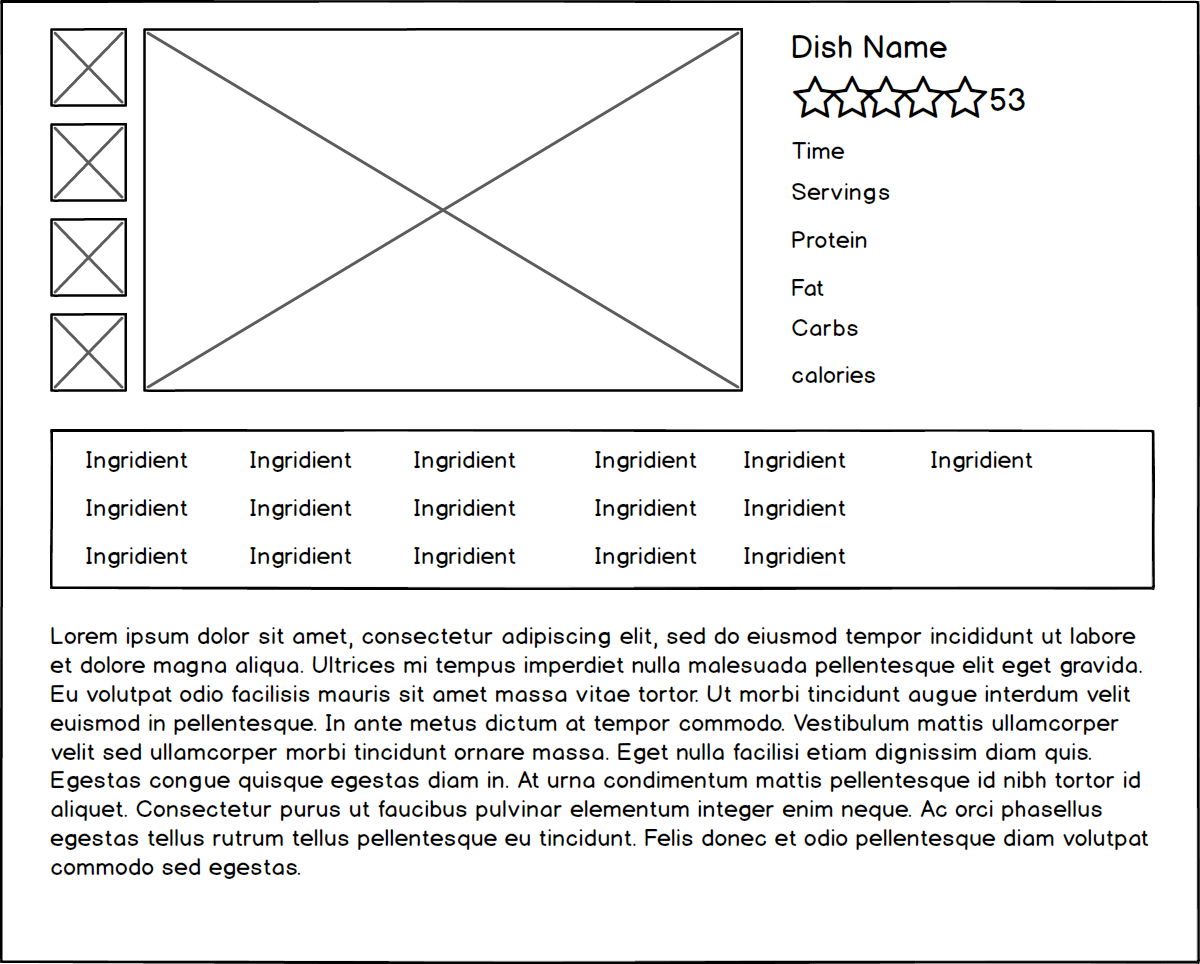 Dish Name
53
Time
Servings
Protein
Fat
Carbs
calories
Ingridient Ingridient Ingridient Ingridient Ingridient Ingridient
Ingridient Ingridient Ingridient Ingridient Ingridient
Ingridient Ingridient Ingridient Ingridient Ingridient
Lorem ipsum dolor sit amet, consectetur adipiscing elit, sed do eiusmod tempor incididunt ut labore
et dolore magna aliqua. Ultrices mi tempus imperdiet nulla malesuada pellentesque elit eget gravida.
Eu volutpat odio facilisis mauris sit amet massa vitae tortor. Ut morbi tincidunt augue interdum velit
euismod in pellentesque. In ante metus dictum at tempor commodo. Vestibulum mattis ullamcorper
velit sed ullamcorper morbi tincidunt ornare massa. Eget nulla facilisi etiam dignissim diam quis.
Egestas congue quisque egestas diam in. At urna condimentum mattis pellentesque id nibh tortor id
aliquet. Consectetur purus ut faucibus pulvinar elementum integer enim neque. Ac orci phasellus
egestas tellus rutrum tellus pellentesque eu tincidunt. Felis donec et odio pellentesque diam volutpat
commodo sed egestas.